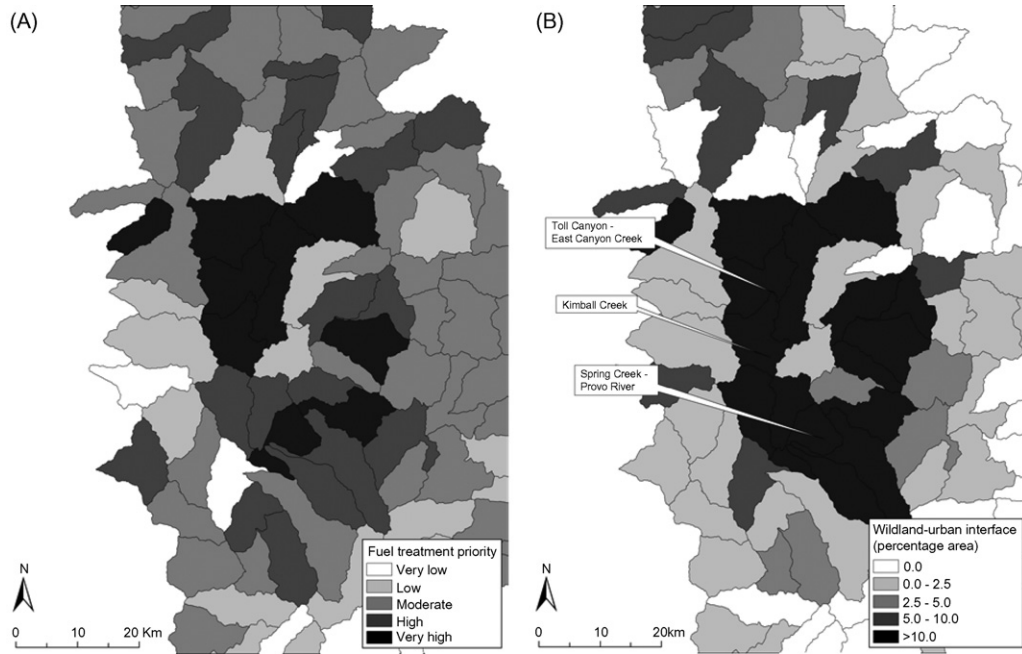 (A)
Fuel treatment priority
Very low
Low
Moderate
High
Very high
N
0 10 20 Km
(B)
Toll Canyon -
East Canyon Creek
Kimball Creek
Spring Creek -
Provo River
Wildland-urban interface
(percentage area)
0.0
0.0 - 2.5
2.5 - 5.0
5.0 - 10.0
>10.0
N
0 10 20km